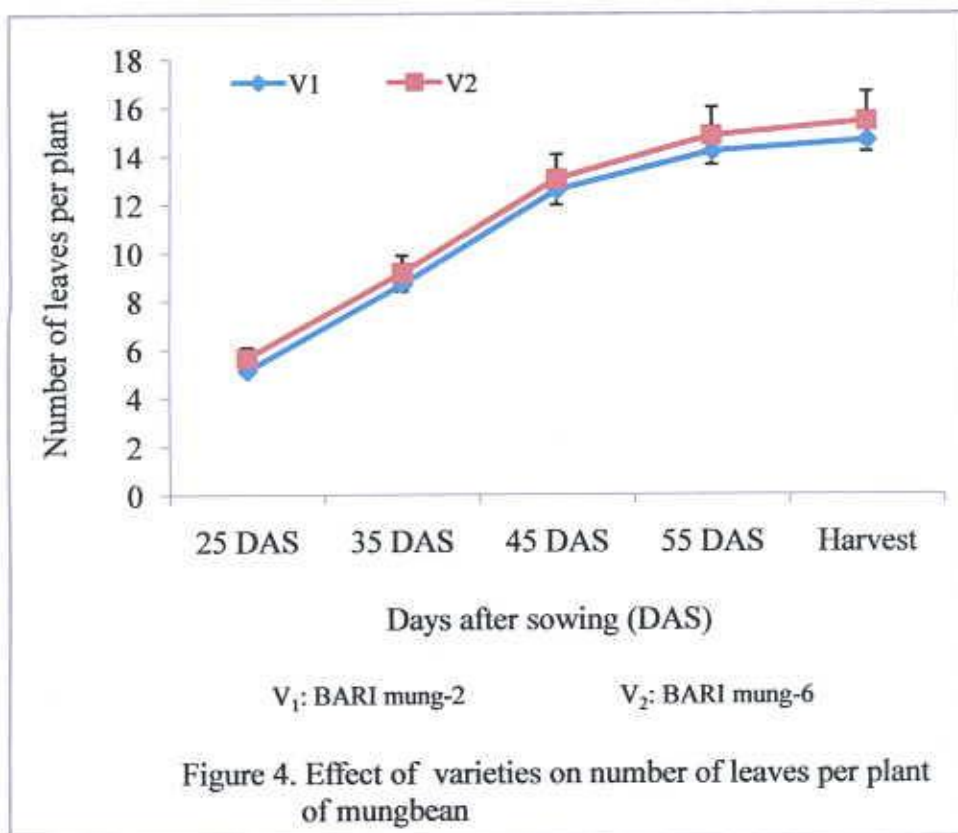 Number of leaves per plant
18
16
14
12
10
8
6
4
2
0
V1 V2
25 DAS 35 DAS 45 DAS 55 DAS Harvest
Days after sowing (DAS)
V₁: BARI mung-2 V₂: BARI mung-6
Figure 4. Effect of varieties on number of leaves per plant
of mungbean